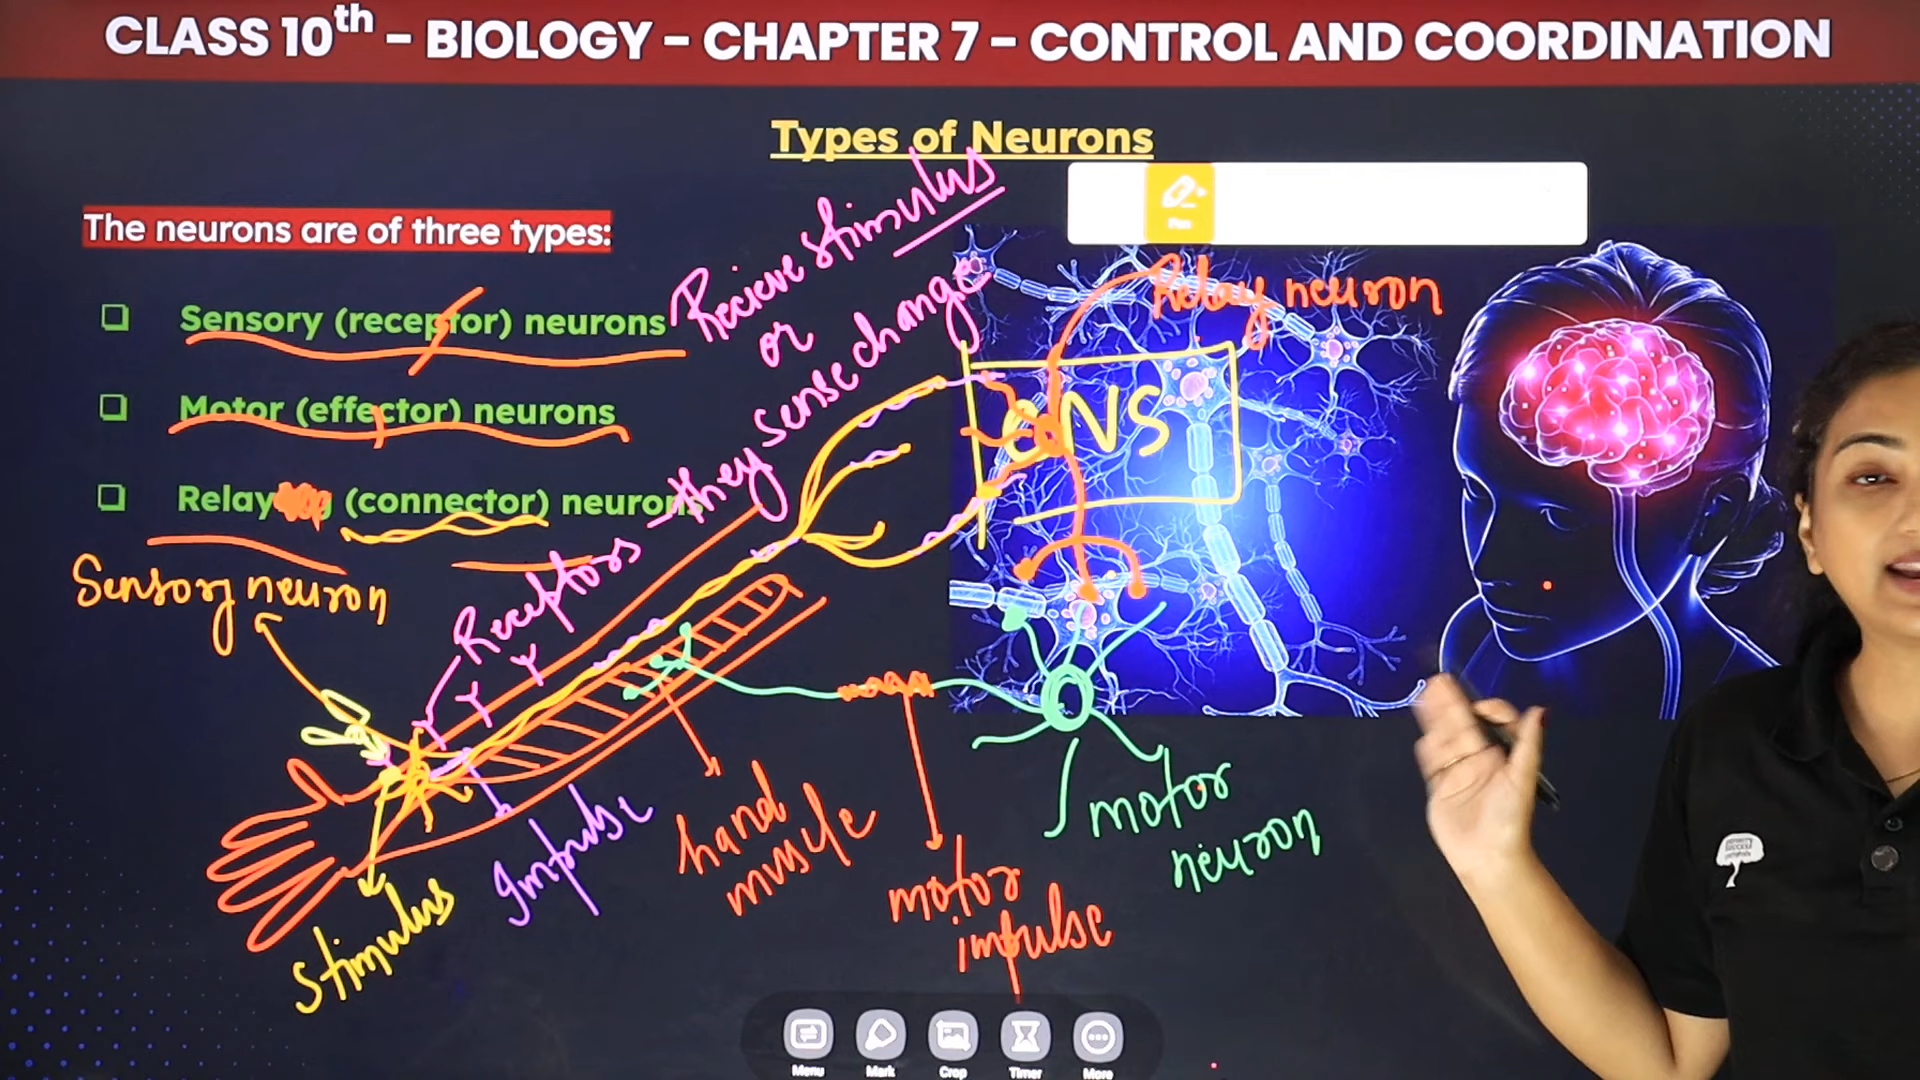 CLASS 10th - BIOLOGY - CHAPTER 7 - CONTROL AND COORDINATION
Types of Neurons
Pen
The neurons are of three types:
Sensory (receptor) neurons
Motor (effector) neurons
Relay (connector) neurons
Recieve stimulus
or
they sense change
Receptors
Relay neuron
CNS
Sensory neuron
Stimulus
Impulse
hand
muscle
motor
impulse
motor
neuron
Menu
Mark
Crop
Timer
More